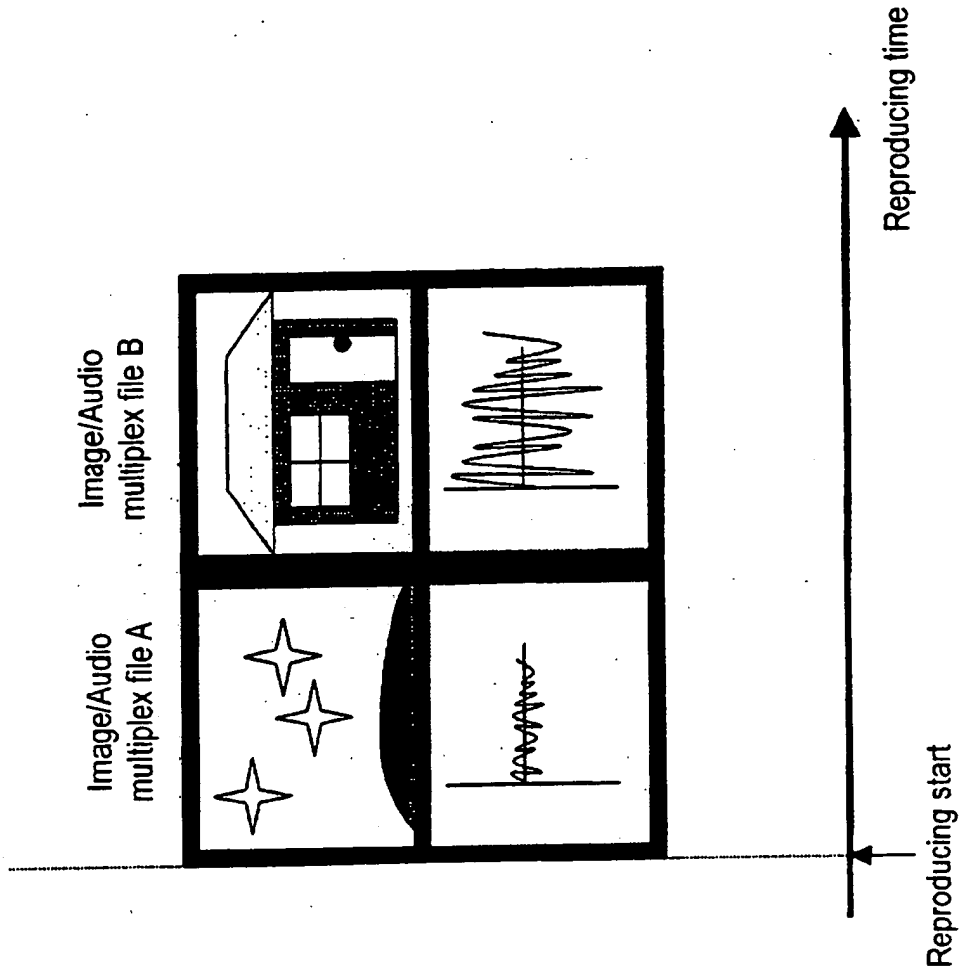 Image/Audio
multiplex file A
Image/Audio
multiplex file B
Reproducing start
Reproducing time